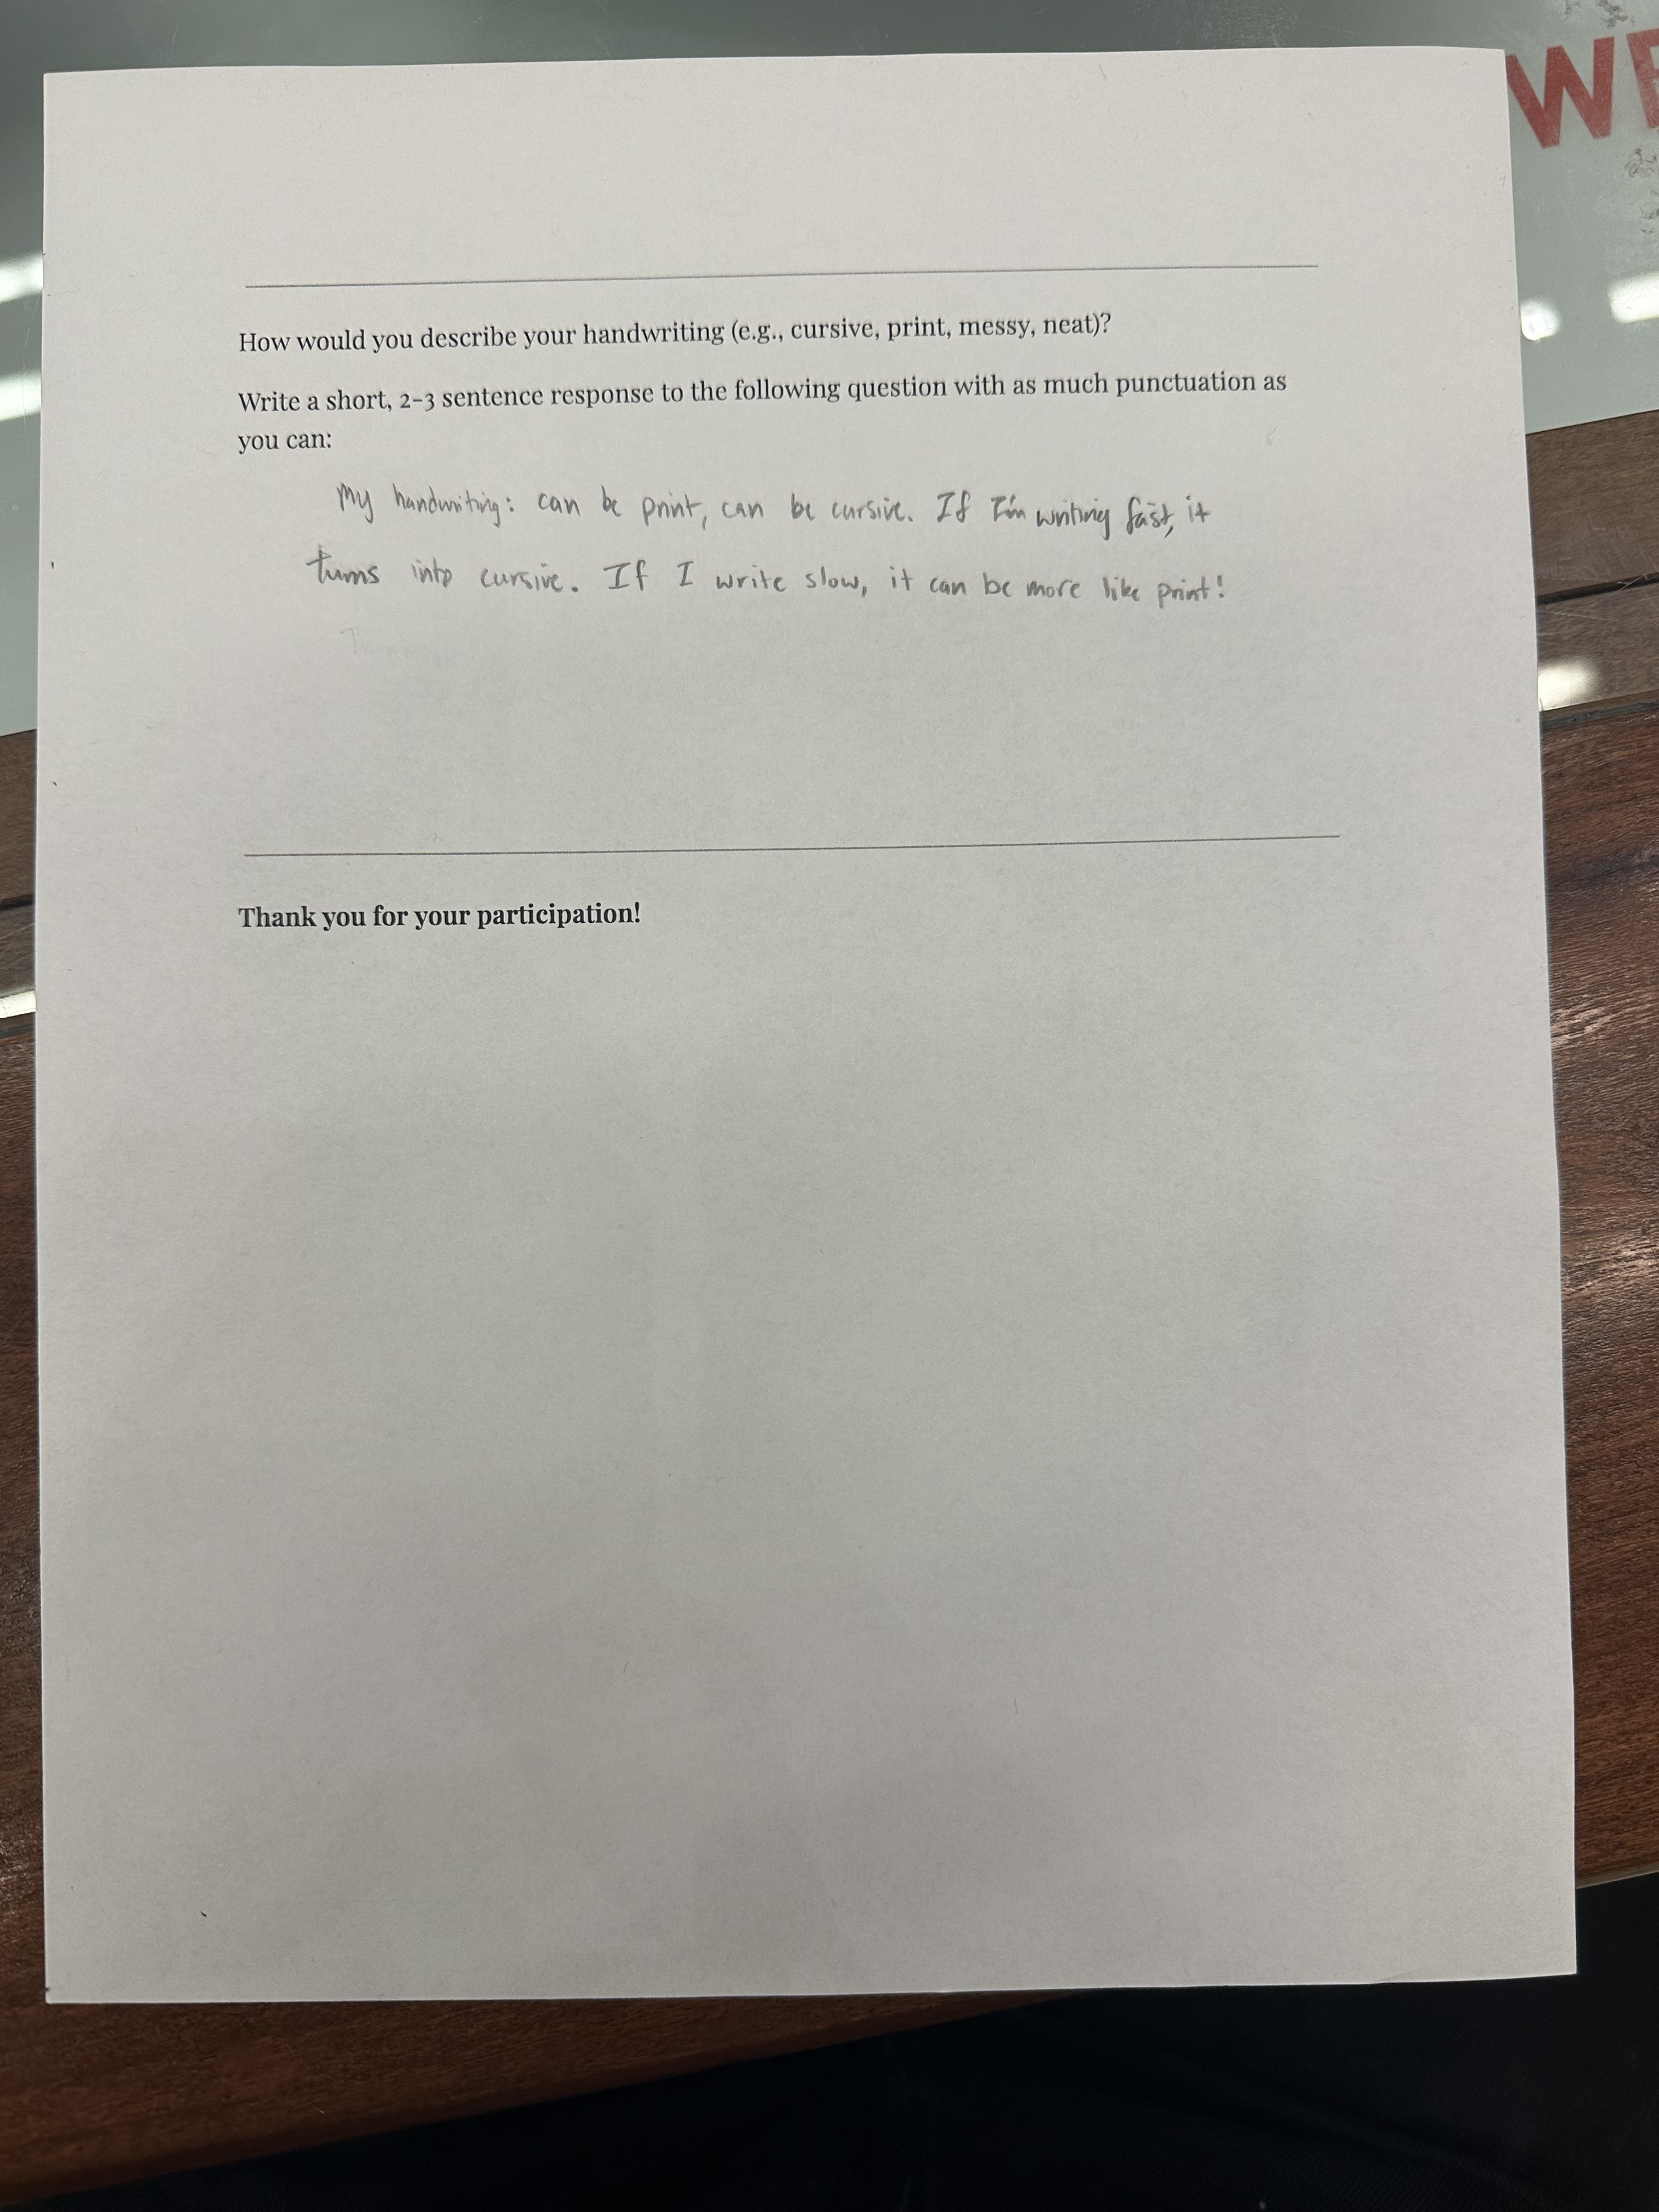 WE
How would you describe your handwriting (e.g., cursive, print, messy, neat)?
Write a short, 2-3 sentence response to the following question with as much punctuation as
you can:
My handwriting: can be print, can be cursive. If I'm writing fast, it
turns into cursive. If I write slow, it can be more like print!
Thank you for your participation!